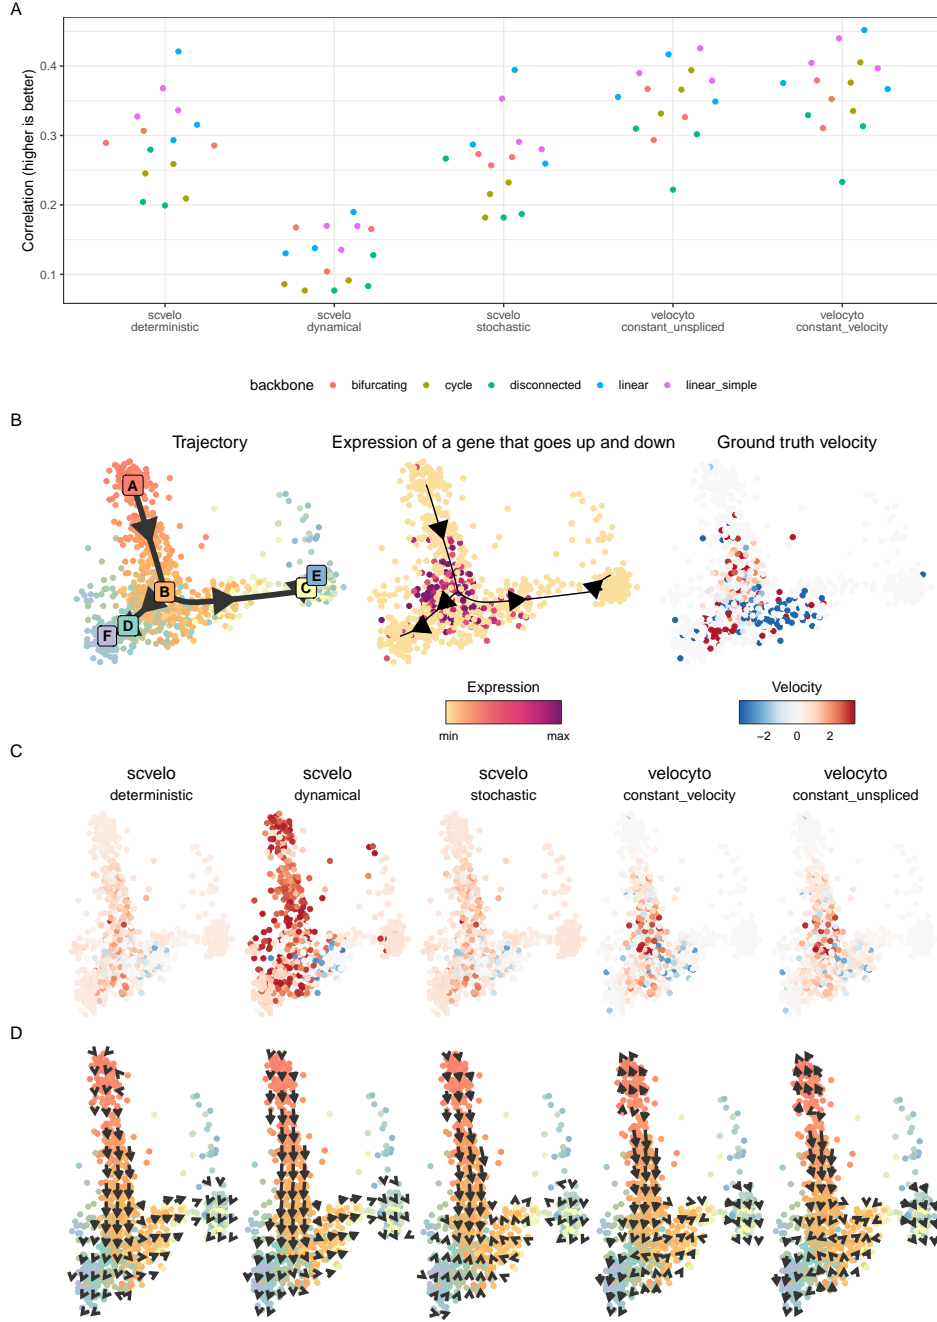 A
Correlation (higher is better)
0.4
0.3
0.2
0.1
scvelo
deterministic
scvelo
dynamical
scvelo
stochastic
velocyto
constant_unspliced
velocyto
constant_velocity
backbone
bifurcating
cycle
disconnected
linear
linear_simple
B
Trajectory
Expression of a gene that goes up and down
Ground truth velocity
A
B
C
E
D
F
Expression
min
max
Velocity
−2
0
2
C
scvelo
deterministic
scvelo
dynamical
scvelo
stochastic
velocyto
constant_velocity
velocyto
constant_unspliced
D